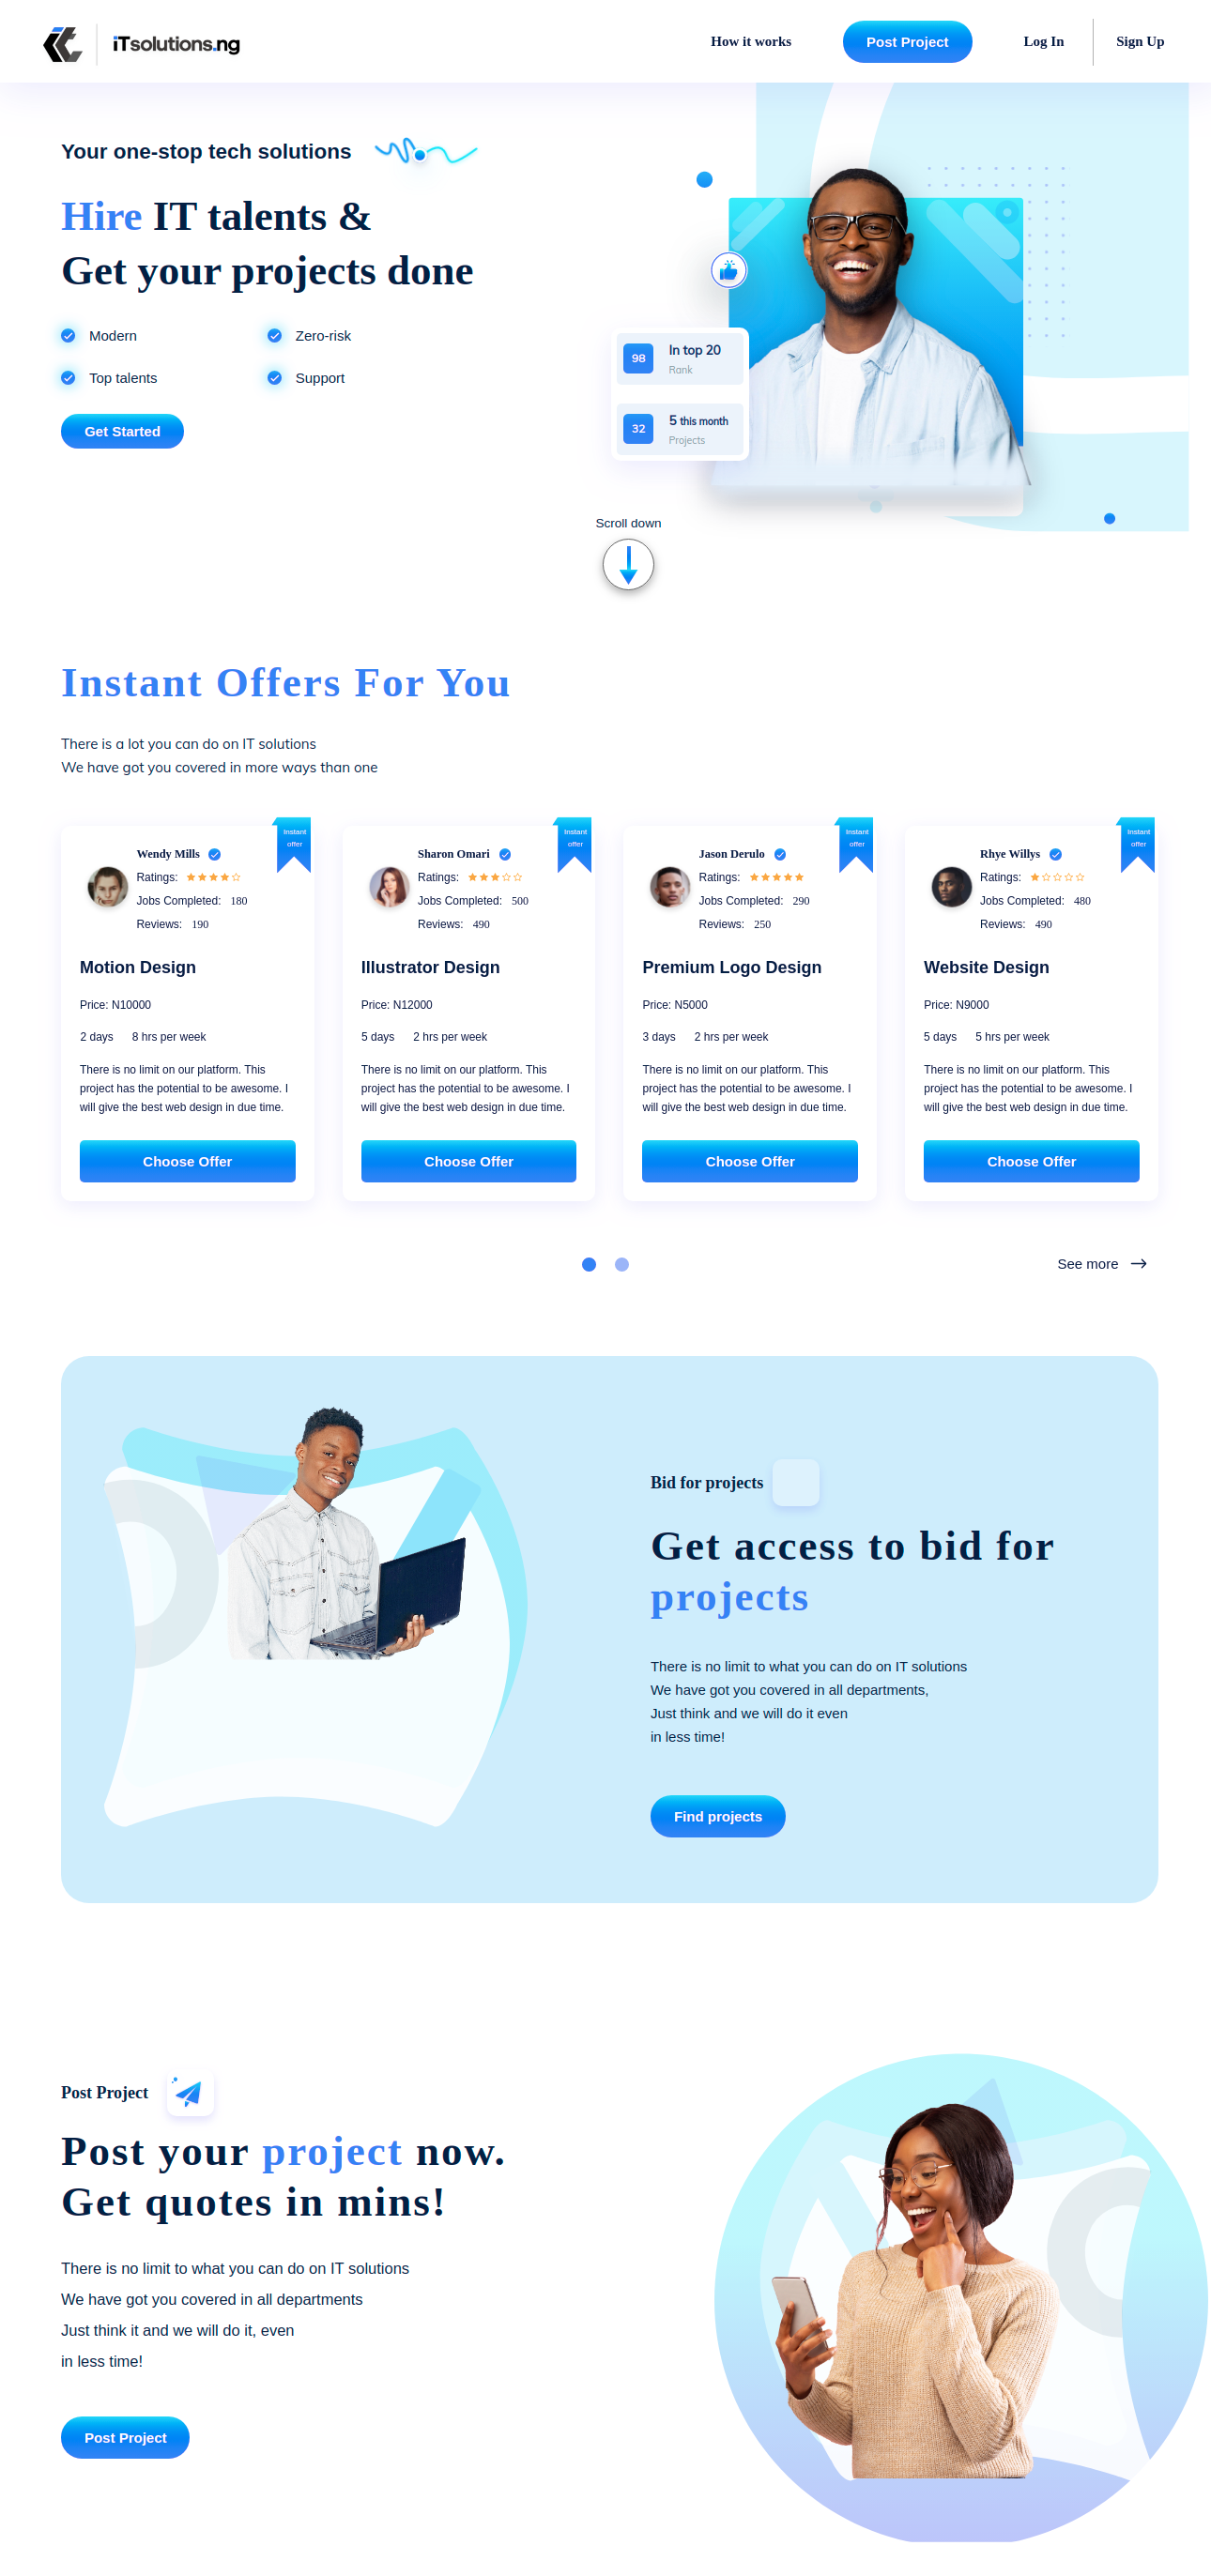 iTsolutions.ng
How it works
Post Project
Log In
Sign Up
Your one-stop tech solutions
Hire IT talents &
Get your projects done
Modern
Zero-risk
Top talents
Support
Get Started
98
In top 20
Rank
32
5 this month
Projects
Scroll down
Instant Offers For You
There is a lot you can do on IT solutions
We have got you covered in more ways than one
Instant
offer
Wendy Mills
Ratings:
Jobs Completed: 180
Reviews: 190
Motion Design
Price: N10000
2 days 8 hrs per week
There is no limit on our platform. This
project has the potential to be awesome. I
will give the best web design in due time.
Choose Offer
Instant
offer
Sharon Omari
Ratings:
Jobs Completed: 500
Reviews: 490
Illustrator Design
Price: N12000
5 days 2 hrs per week
There is no limit on our platform. This
project has the potential to be awesome. I
will give the best web design in due time.
Choose Offer
Instant
offer
Jason Derulo
Ratings:
Jobs Completed: 290
Reviews: 250
Premium Logo Design
Price: N5000
3 days 2 hrs per week
There is no limit on our platform. This
project has the potential to be awesome. I
will give the best web design in due time.
Choose Offer
Instant
offer
Rhye Willys
Ratings:
Jobs Completed: 480
Reviews: 490
Website Design
Price: N9000
5 days 5 hrs per week
There is no limit on our platform. This
project has the potential to be awesome. I
will give the best web design in due time.
Choose Offer
See more
Bid for projects
Get access to bid for
projects
There is no limit to what you can do on IT solutions
We have got you covered in all departments,
Just think and we will do it even
in less time!
Find projects
Post Project
Post your project now.
Get quotes in mins!
There is no limit to what you can do on IT solutions
We have got you covered in all departments
Just think it and we will do it, even
in less time!
Post Project